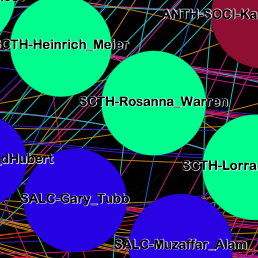 ANTH-SOCI-Ka
SCTH-Heinrich_Meier
SCTH-Rosanna_Warren
dHubert
SCTH-Lorra
SALC-Gary_Tubb
SALC-Muzaffar_Alam